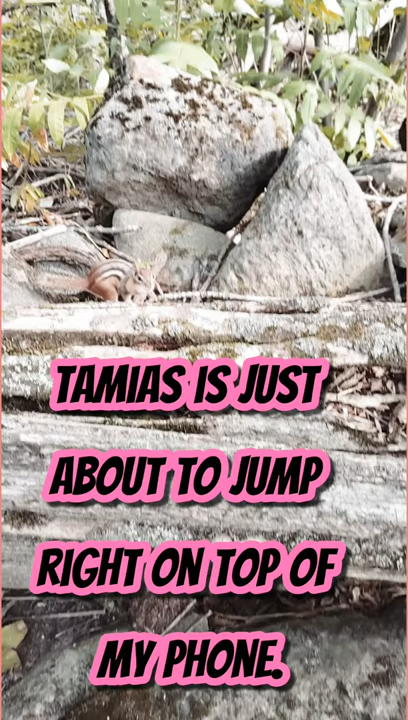 TAMIAS IS JUST
ABOUT TO JUMP
RIGHT ON TOP OF
MY PHONE.